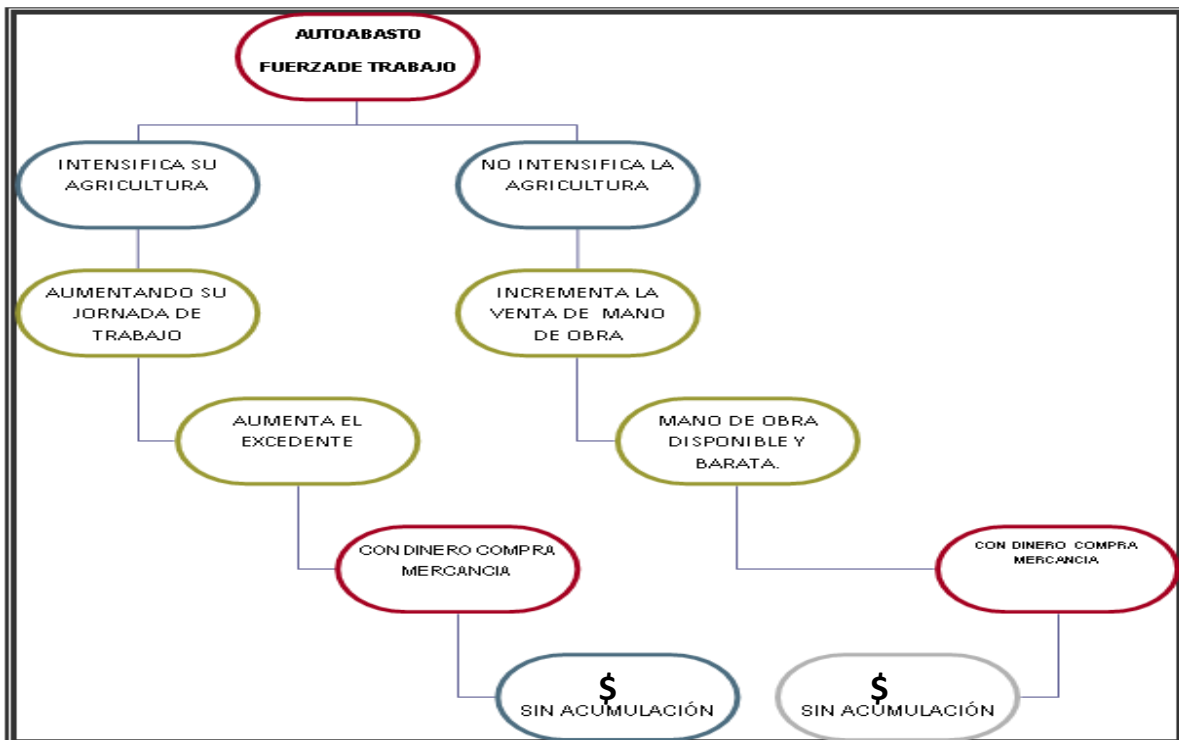 AUTOABASTO
FUERZADE TRABAJO
INTENSIFICA SU
AGRICULTURA
NO INTENSIFICA LA
AGRICULTURA
AUMENTANDO SU
JORNADA DE
TRABAJO
INCREMENTA LA
VENTA DE MANO
DE OBRA
AUMENTA EL
EXCEDENTE
MANO DE OBRA
DISPONIBLE Y
BARATA.
CON DINERO COMPRA
MERCANCIA
CON DINERO COMPRA
MERCANCIA
$
SIN ACUMULACIÓN
$
SIN ACUMULACIÓN